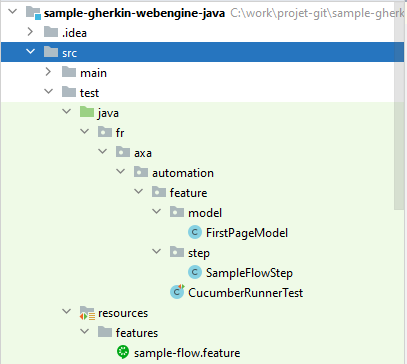 sample-gherkin-webengine-java C:\work\projet-git\sample-gherk
.idea
src
main
test
java
fr
axa
automation
feature
model
FirstPageModel
step
SampleFlowStep
CucumberRunnerTest
resources
features
sample-flow.feature